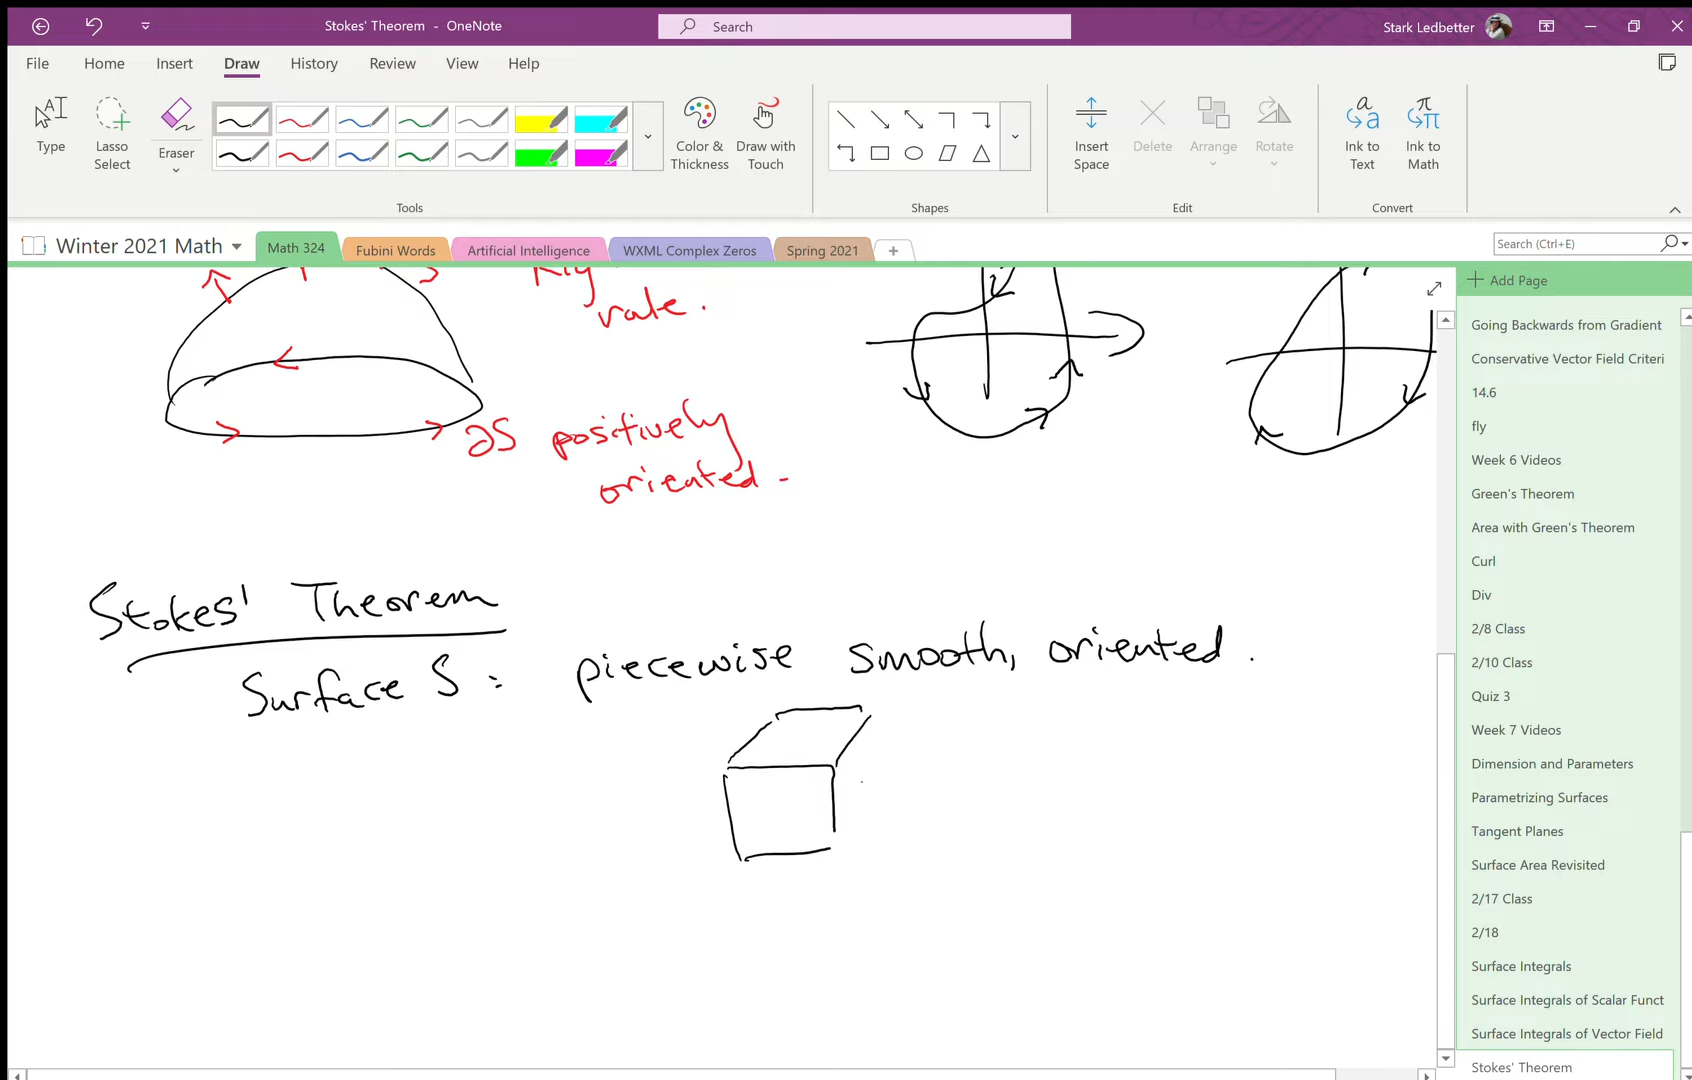 Stokes' Theorem - OneNote
Search
Stark Ledbetter
File Home Insert Draw History Review View Help
Type
Lasso Select
Eraser
Color & Thickness
Draw with Touch
Insert Space
Delete
Arrange
Rotate
Ink to Text
Ink to Math
Tools
Shapes
Edit
Convert
Winter 2021 Math
Math 324
Fubini Words
Artificial Intelligence
WXML Complex Zeros
Spring 2021
Search (Ctrl+E)
Add Page
Going Backwards from Gradient
Conservative Vector Field Criteri
14.6
fly
Week 6 Videos
Green's Theorem
Area with Green's Theorem
Curl
Div
2/8 Class
2/10 Class
Quiz 3
Week 7 Videos
Dimension and Parameters
Parametrizing Surfaces
Tangent Planes
Surface Area Revisited
2/17 Class
2/18
Surface Integrals
Surface Integrals of Scalar Funct
Surface Integrals of Vector Field
Stokes' Theorem
rule.
∂S positively
oriented.
Stokes' Theorem
Surface S: piecewise smooth, oriented.